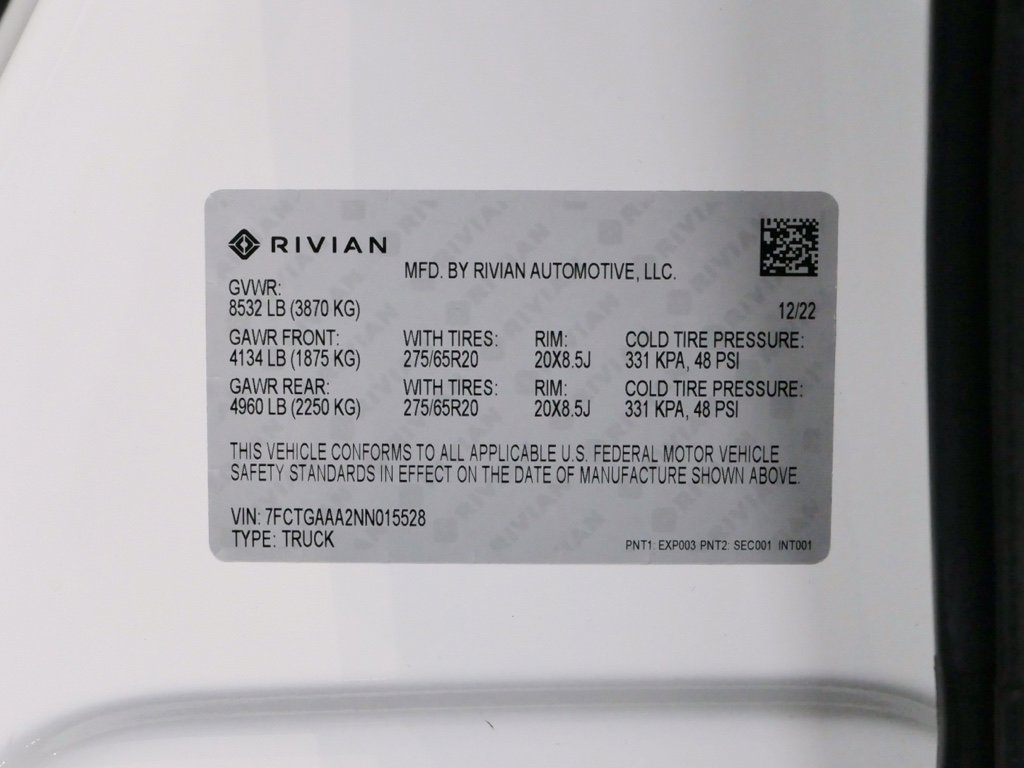 RIVIAN
MFD. BY RIVIAN AUTOMOTIVE, LLC.
GVWR:
8532 LB (3870 KG)
12/22
GAWR FRONT: WITH TIRES: RIM: COLD TIRE PRESSURE:
4134 LB (1875 KG) 275/65R20 20X8.5J 331 KPA, 48 PSI
GAWR REAR: WITH TIRES: RIM: COLD TIRE PRESSURE:
4960 LB (2250 KG) 275/65R20 20X8.5J 331 KPA, 48 PSI
THIS VEHICLE CONFORMS TO ALL APPLICABLE U.S. FEDERAL MOTOR VEHICLE
SAFETY STANDARDS IN EFFECT ON THE DATE OF MANUFACTURE SHOWN ABOVE.
VIN: 7FCTGAAA2NN015528
TYPE: TRUCK
PNT1: EXP003 PNT2: SEC001 INT001